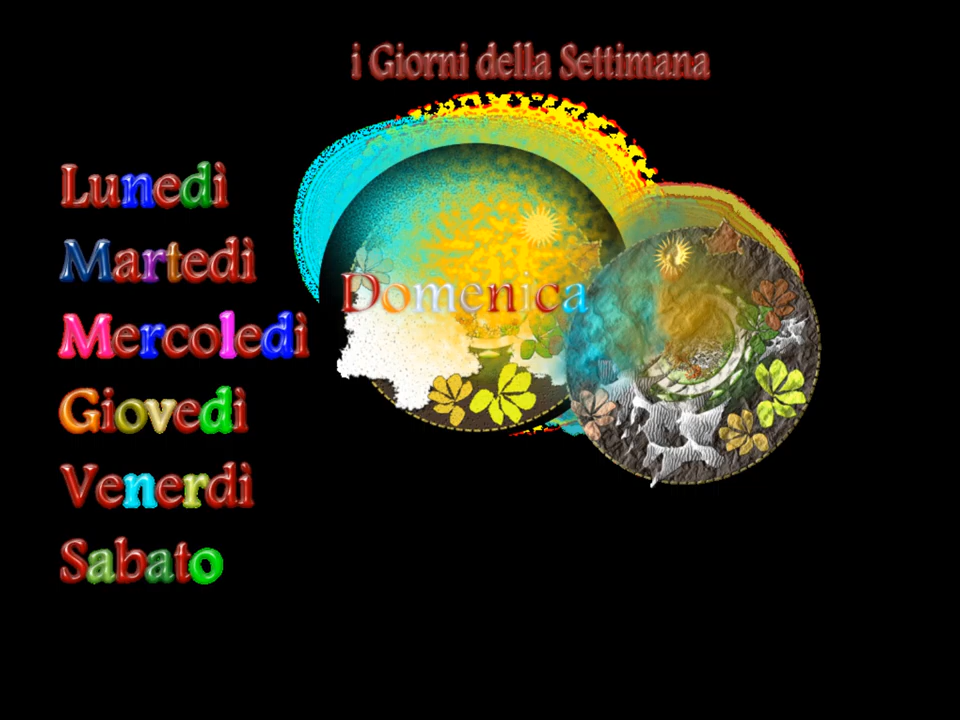 i Giorni della Settimana
Lunedì
Martedì
Mercoledì
Giovedì
Venerdì
Sabato
Domenica